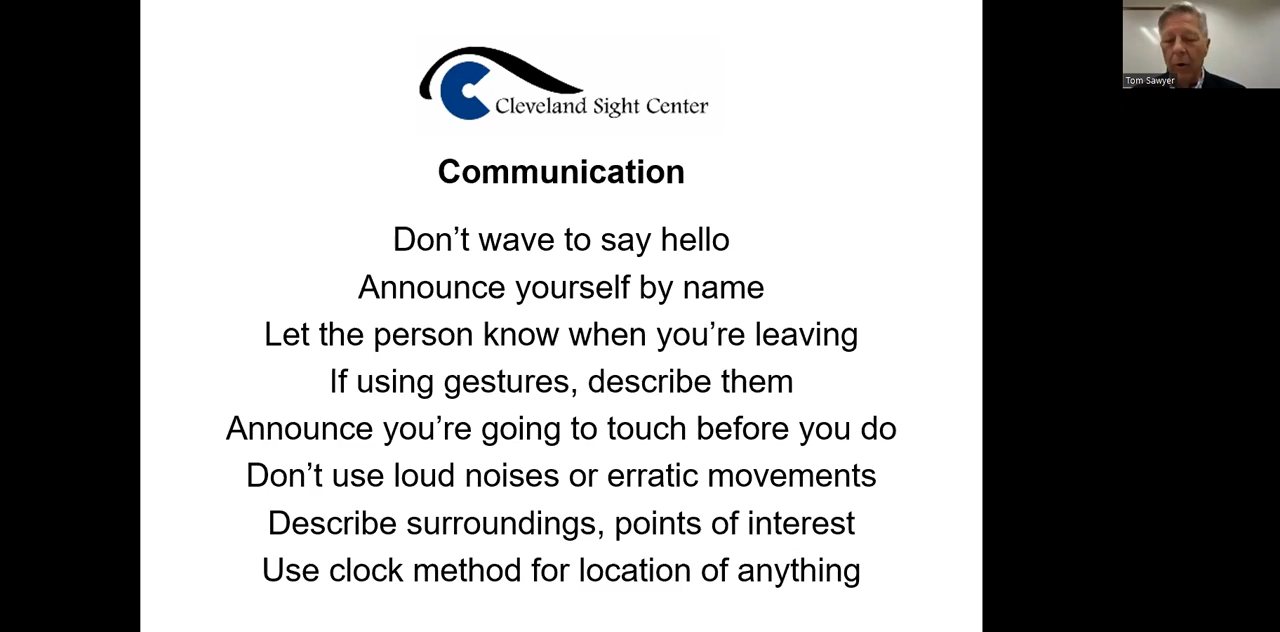 Cleveland Sight Center
Tom Sawyer
Communication
Don't wave to say hello
Announce yourself by name
Let the person know when you're leaving
If using gestures, describe them
Announce you're going to touch before you do
Don't use loud noises or erratic movements
Describe surroundings, points of interest
Use clock method for location of anything